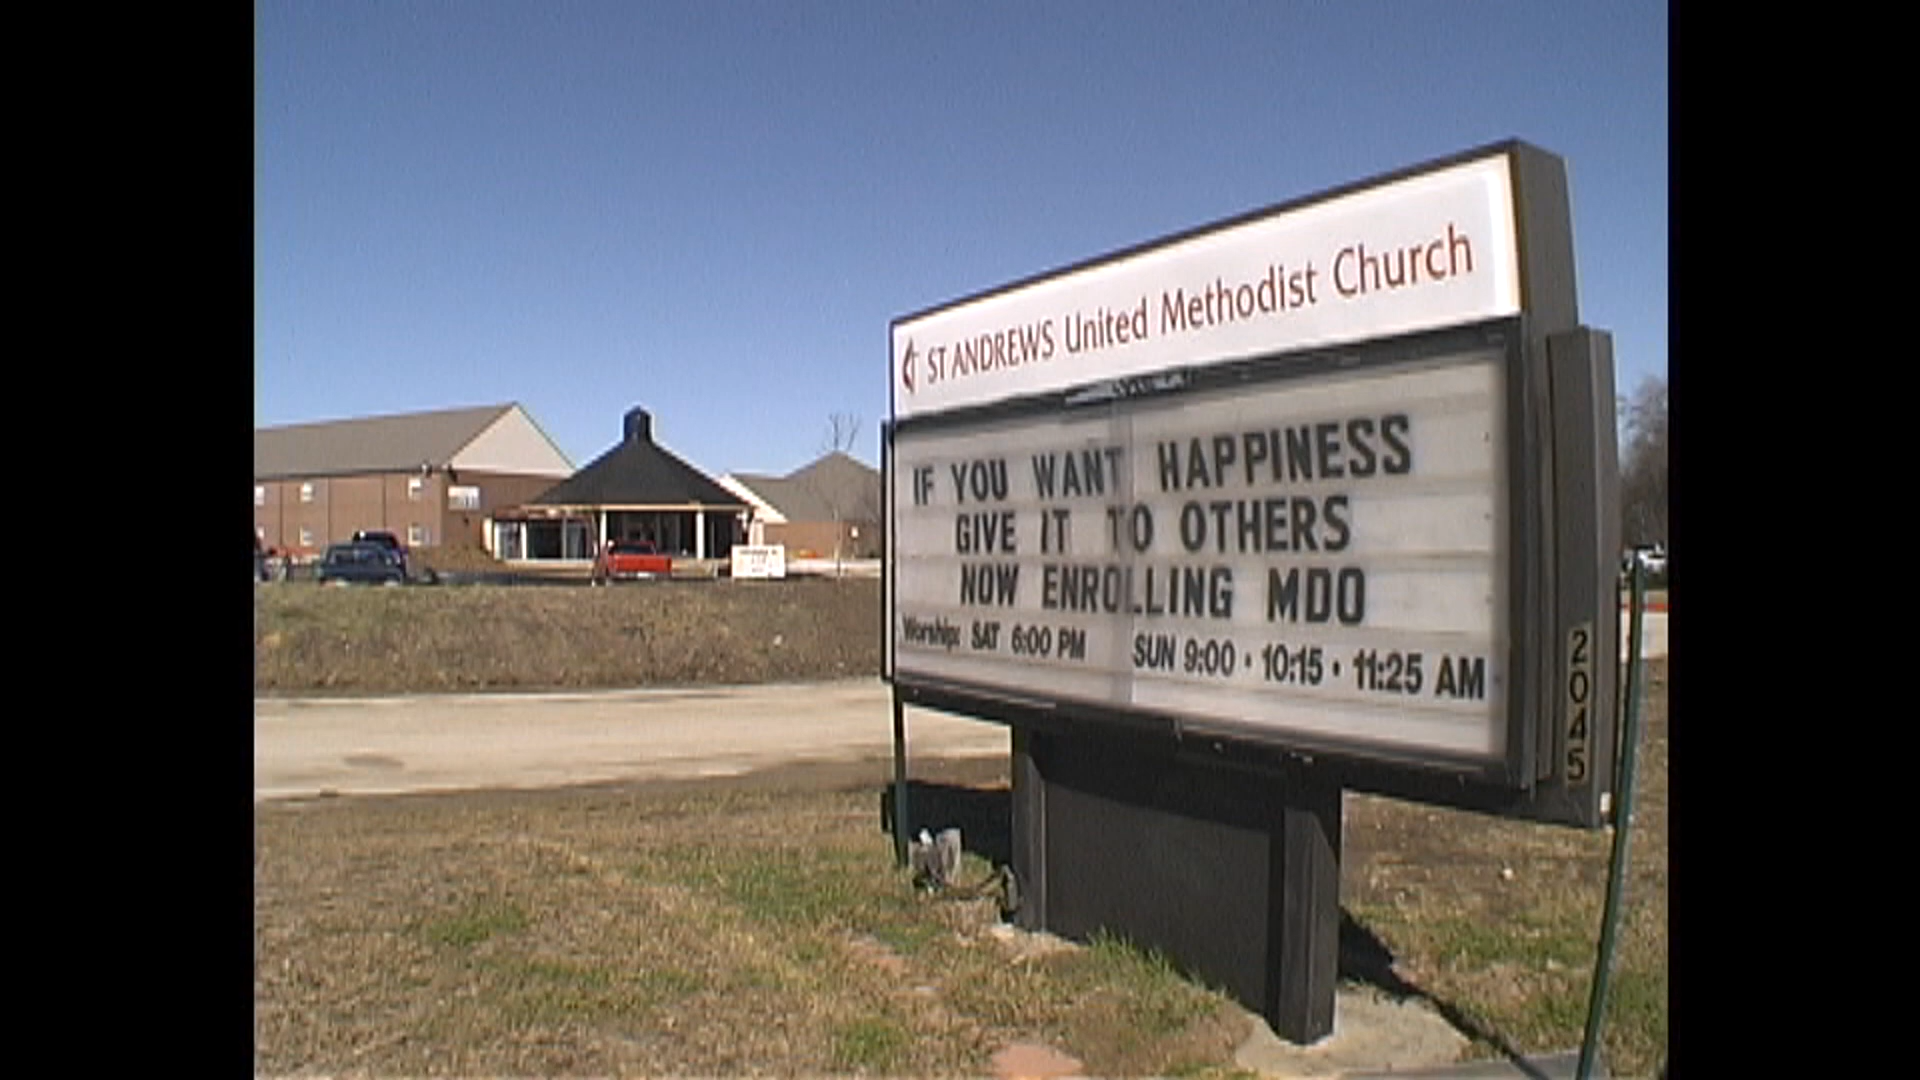 ST ANDREWS United Methodist Church
IF YOU WANT HAPPINESS
GIVE IT TO OTHERS
NOW ENROLLING MDO
Worship: SAT 6:00 PM SUN 9:00 • 10:15 • 11:25 AM
2045